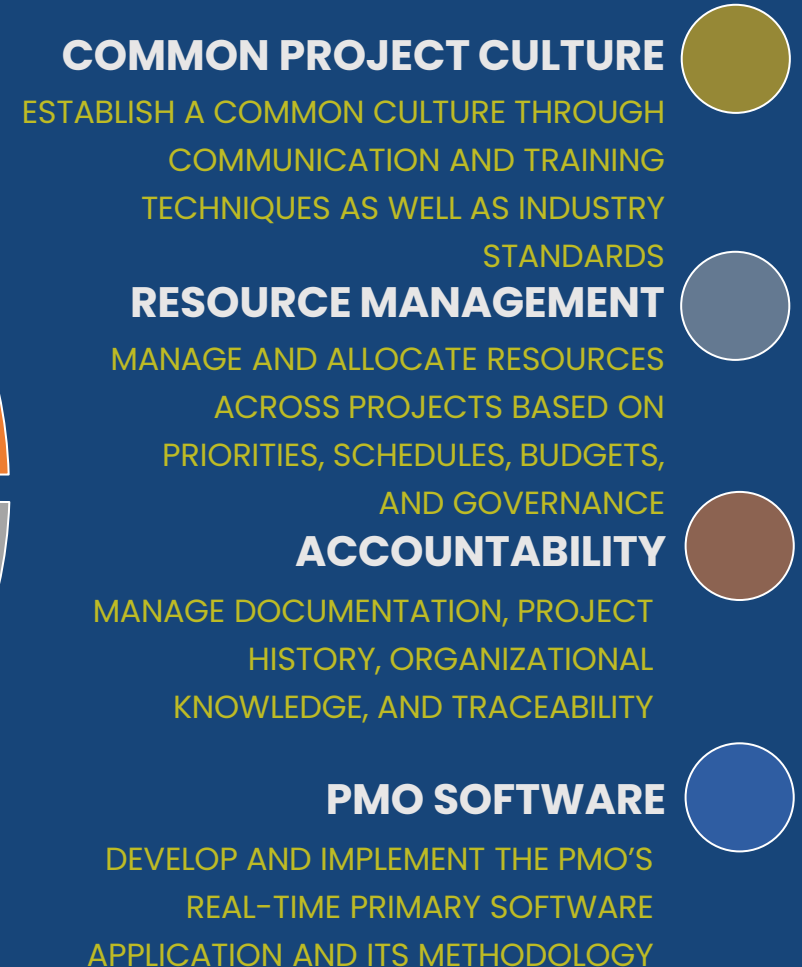 COMMON PROJECT CULTURE
ESTABLISH A COMMON CULTURE THROUGH
COMMUNICATION AND TRAINING
TECHNIQUES AS WELL AS INDUSTRY
STANDARDS
RESOURCE MANAGEMENT
MANAGE AND ALLOCATE RESOURCES
ACROSS PROJECTS BASED ON
PRIORITIES, SCHEDULES, BUDGETS,
AND GOVERNANCE
ACCOUNTABILITY
MANAGE DOCUMENTATION, PROJECT
HISTORY, ORGANIZATIONAL
KNOWLEDGE, AND TRACEABILITY
PMO SOFTWARE
DEVELOP AND IMPLEMENT THE PMO’S
REAL-TIME PRIMARY SOFTWARE
APPLICATION AND ITS METHODOLOGY